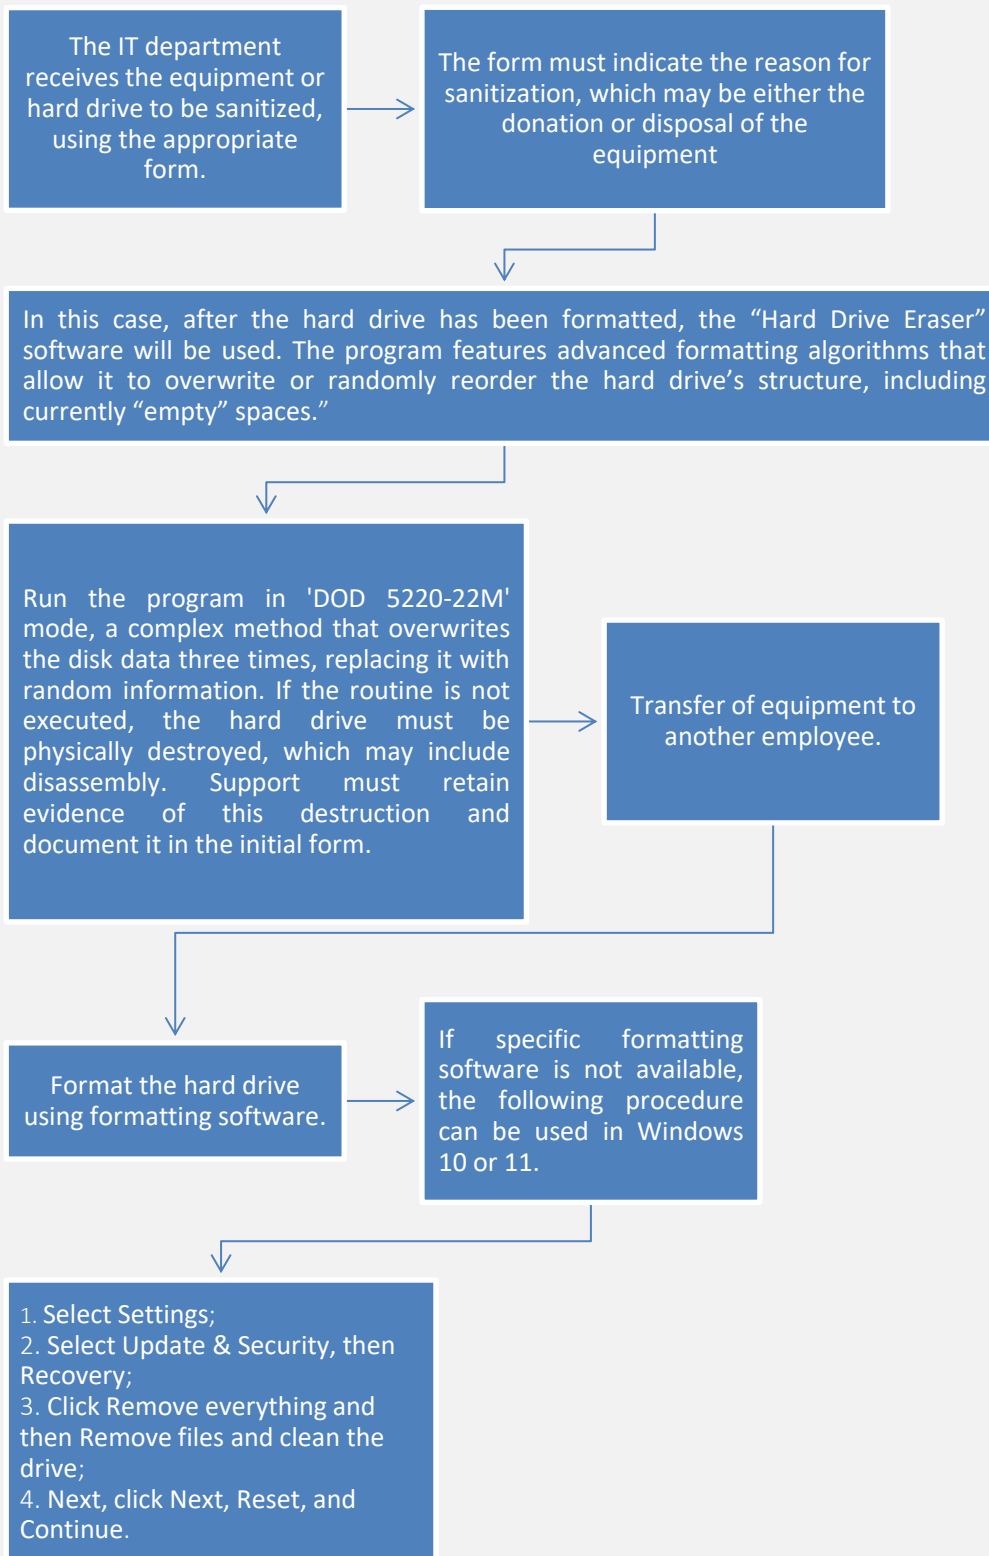 The IT department
receives the equipment or
hard drive to be sanitized,
using the appropriate
form.
The form must indicate the reason for
sanitization, which may be either the
donation or disposal of the
equipment
In this case, after the hard drive has been formatted, the “Hard Drive Eraser”
software will be used. The program features advanced formatting algorithms that
allow it to overwrite or randomly reorder the hard drive’s structure, including
currently “empty” spaces.”
Run the program in 'DOD 5220-22M'
mode, a complex method that overwrites
the disk data three times, replacing it with
random information. If the routine is not
executed, the hard drive must be
physically destroyed, which may include
disassembly. Support must retain
evidence of this destruction and
document it in the initial form.
Transfer of equipment to
another employee.
Format the hard drive
using formatting software.
If specific formatting
software is not available,
the following procedure
can be used in Windows
10 or 11.
1. Select Settings;
2. Select Update & Security, then
Recovery;
3. Click Remove everything and
then Remove files and clean the
drive;
4. Next, click Next, Reset, and
Continue.